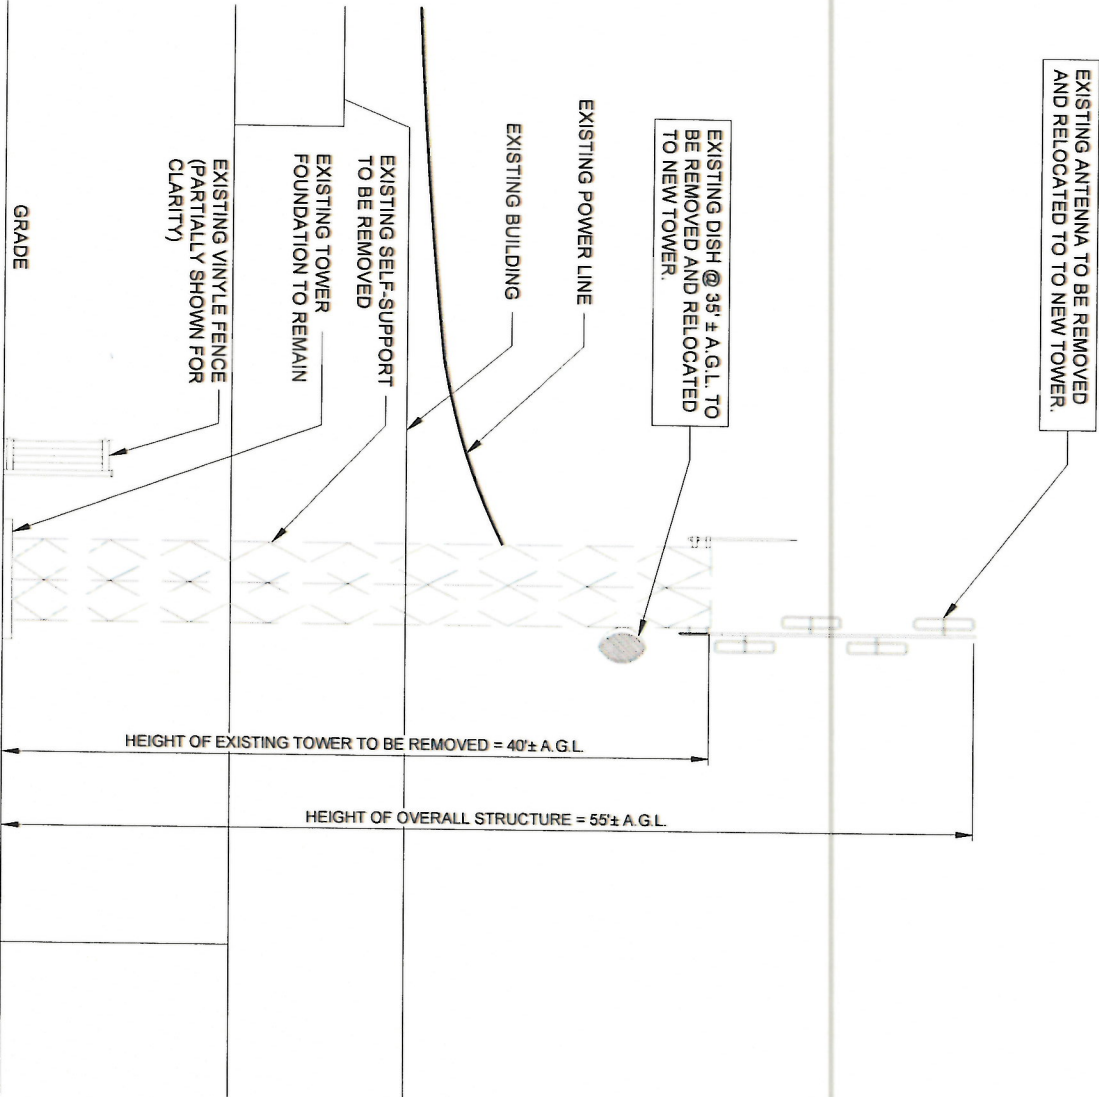 EXISTING ANTENNA TO BE REMOVED
AND RELOCATED TO TO NEW TOWER.
EXISTING DISH @ 35' ± A.G.L. TO
BE REMOVED AND RELOCATED
TO NEW TOWER.
EXISTING POWER LINE
EXISTING BUILDING
EXISTING SELF-SUPPORT
TO BE REMOVED
EXISTING TOWER
FOUNDATION TO REMAIN
EXISTING VINYLE FENCE
(PARTIALLY SHOWN FOR
CLARITY)
GRADE
HEIGHT OF EXISTING TOWER TO BE REMOVED = 40'± A.G.L.
HEIGHT OF OVERALL STRUCTURE = 55'± A.G.L.